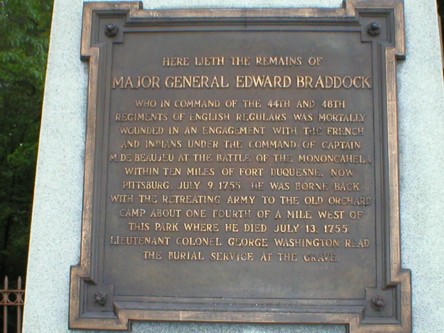 HERE LIETH THE REMAINS OF
MAJOR GENERAL EDWARD BRADDOCK
WHO IN COMMAND OF THE 44TH AND 48TH
REGIMENTS OF ENGLISH REGULARS WAS MORTALLY
WOUNDED IN AN ENGAGEMENT WITH THE FRENCH
AND INDIANS UNDER THE COMMAND OF CAPTAIN
M.DE.BEAUJEU AT THE BATTLE OF THE MONONGAHELA
WITHIN TEN MILES OF FORT DUQUESNE, NOW
PITTSBURG, JULY 9, 1755. HE WAS BORNE BACK
WITH THE RETREATING ARMY TO THE OLD ORCHARD
CAMP ABOUT ONE FOURTH OF A MILE WEST OF
THIS PARK WHERE HE DIED JULY 13, 1755
LIEUTENANT COLONEL GEORGE WASHINGTON READ
THE BURIAL SERVICE AT THE GRAVE.